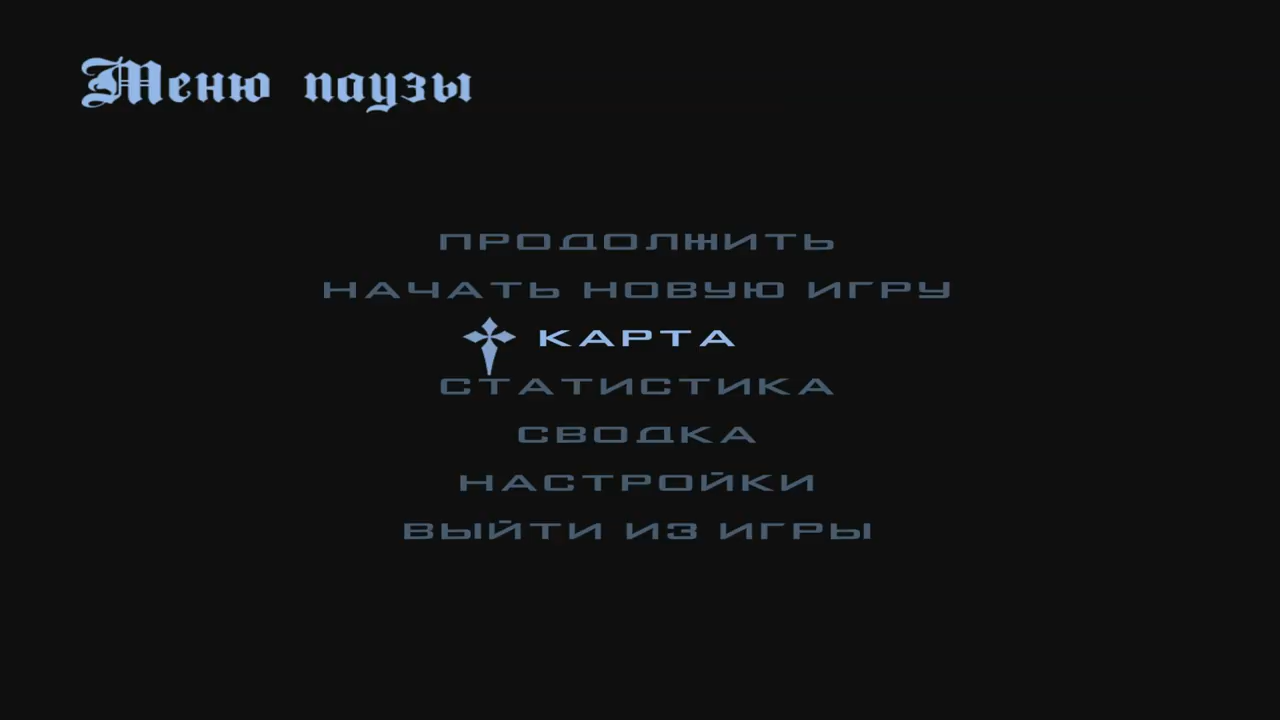 Меню паузы
ПРОДОЛЖИТЬ
НАЧАТЬ НОВУЮ ИГРУ
КАРТА
СТАТИСТИКА
СВОДКА
НАСТРОЙКИ
ВЫЙТИ ИЗ ИГРЫ